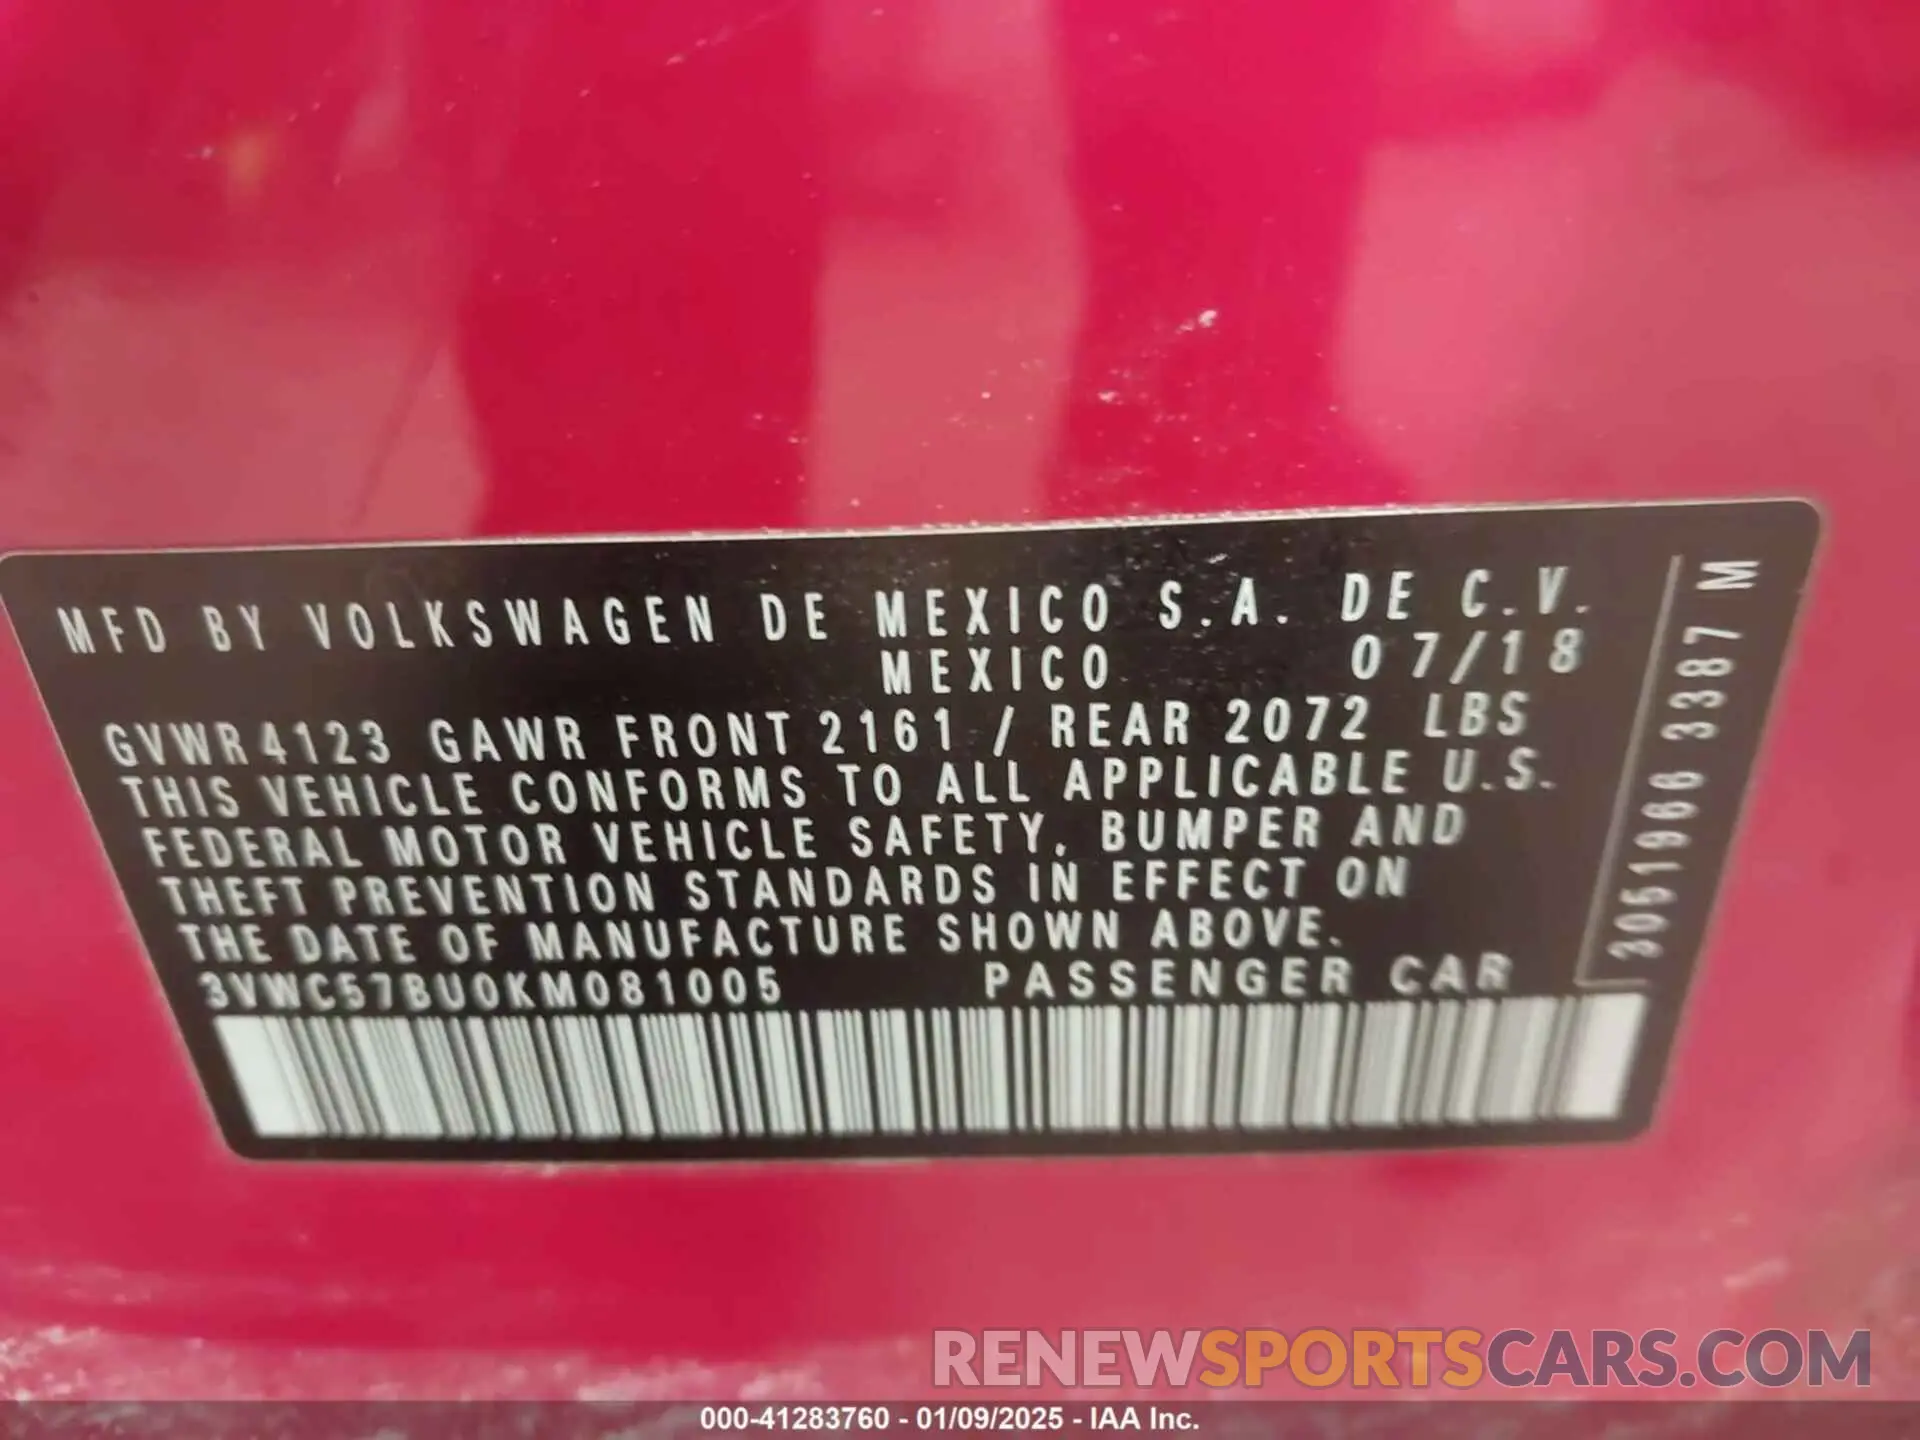 MFD BY VOLKSWAGEN DE MEXICO S.A. DE C.V.
MEXICO 07/18
GVWR 4123 GAWR FRONT 2161 / REAR 2072 LBS
THIS VEHICLE CONFORMS TO ALL APPLICABLE U.S.
FEDERAL MOTOR VEHICLE SAFETY, BUMPER AND
THEFT PREVENTION STANDARDS IN EFFECT ON
THE DATE OF MANUFACTURE SHOWN ABOVE.
3VWC57BU0KM081005 PASSENGER CAR
3051966 3387 M
RENEWSPORTSCARS.COM
000-41283760 - 01/09/2025 - IAA Inc.